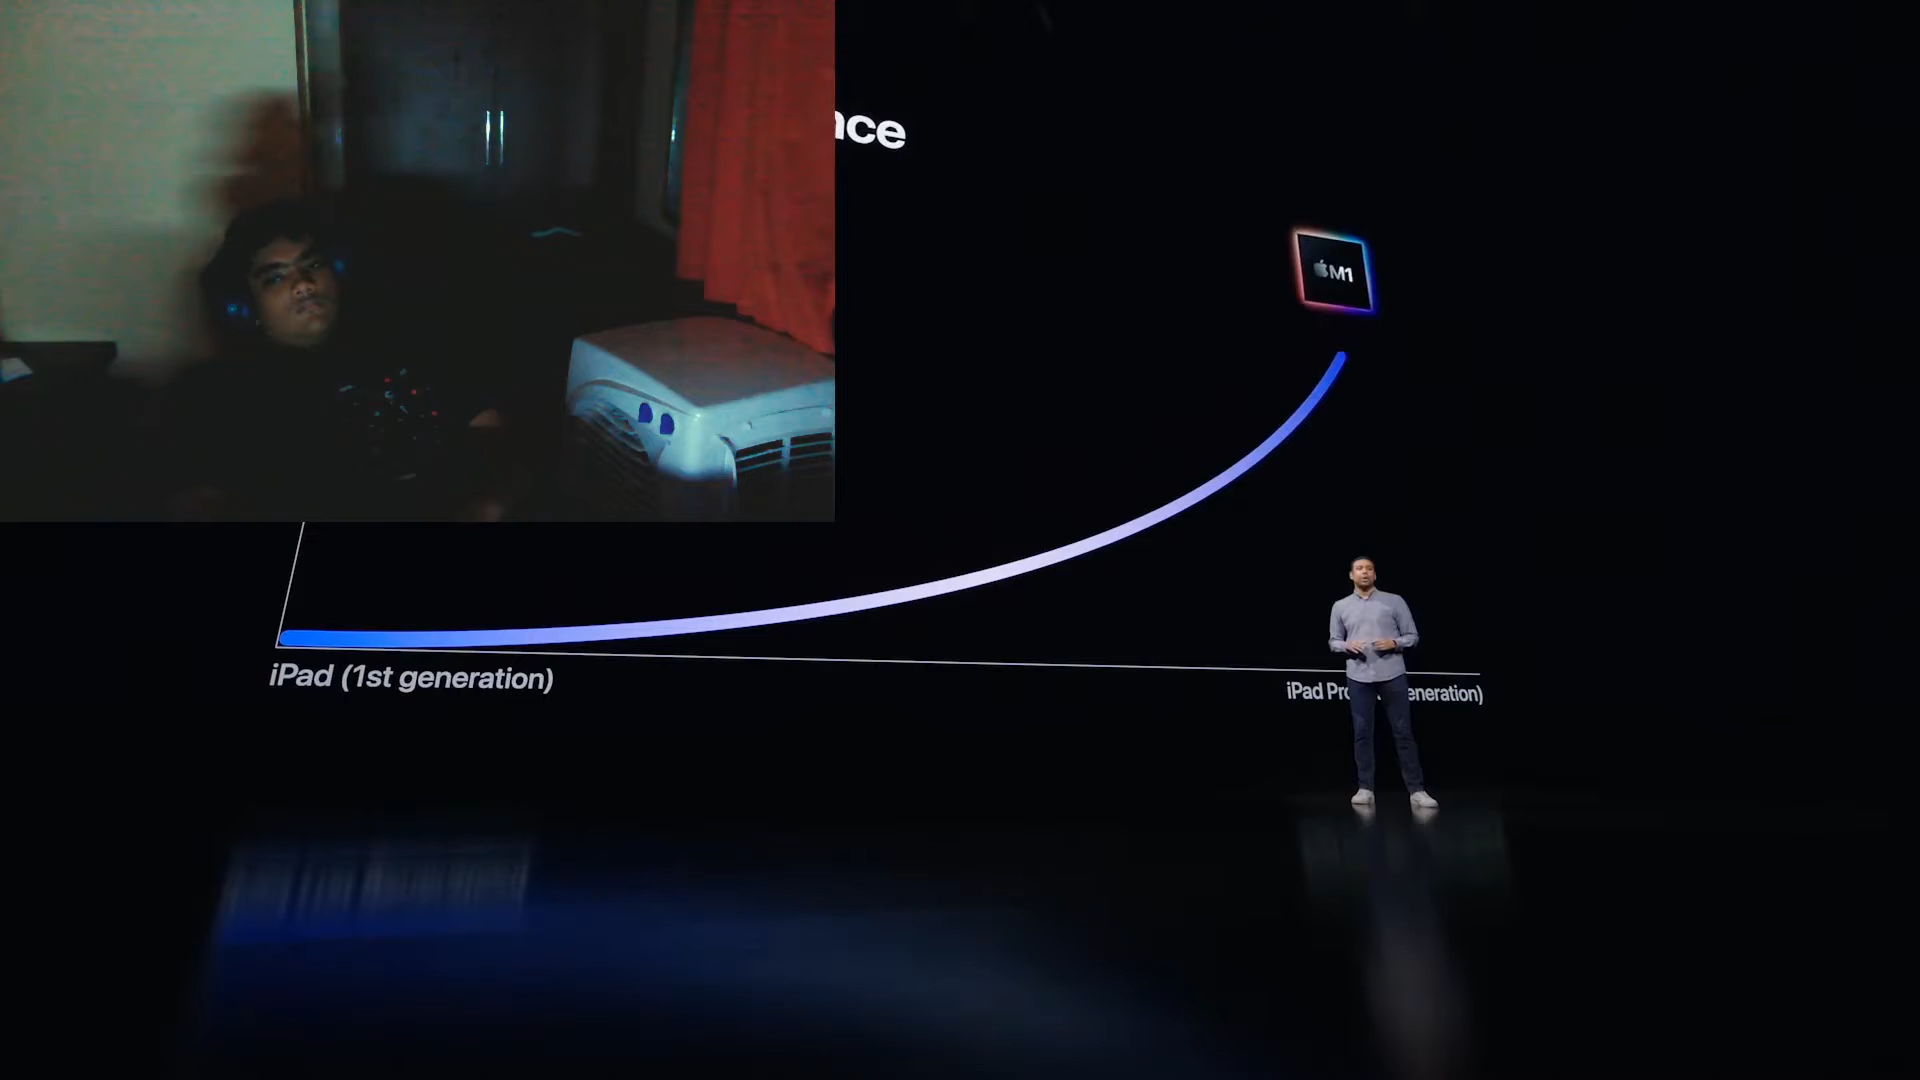 nce
M1
iPad (1st generation)
iPad Pro eneration)